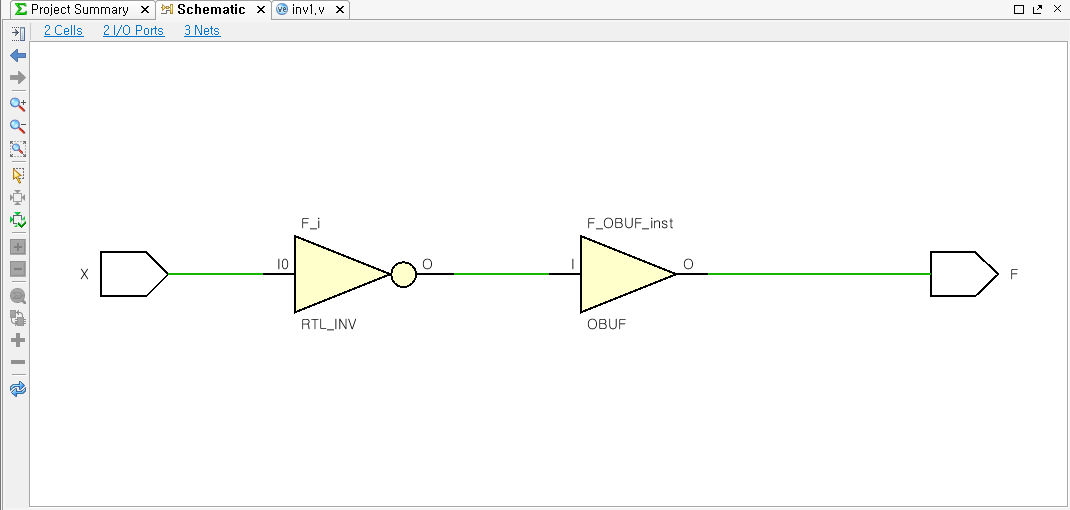 Project Summary Schematic inv1.v
2 Cells 2 I/O Ports 3 Nets
F_i F_OBUF_inst
X I0 O I O F
RTL_INV OBUF